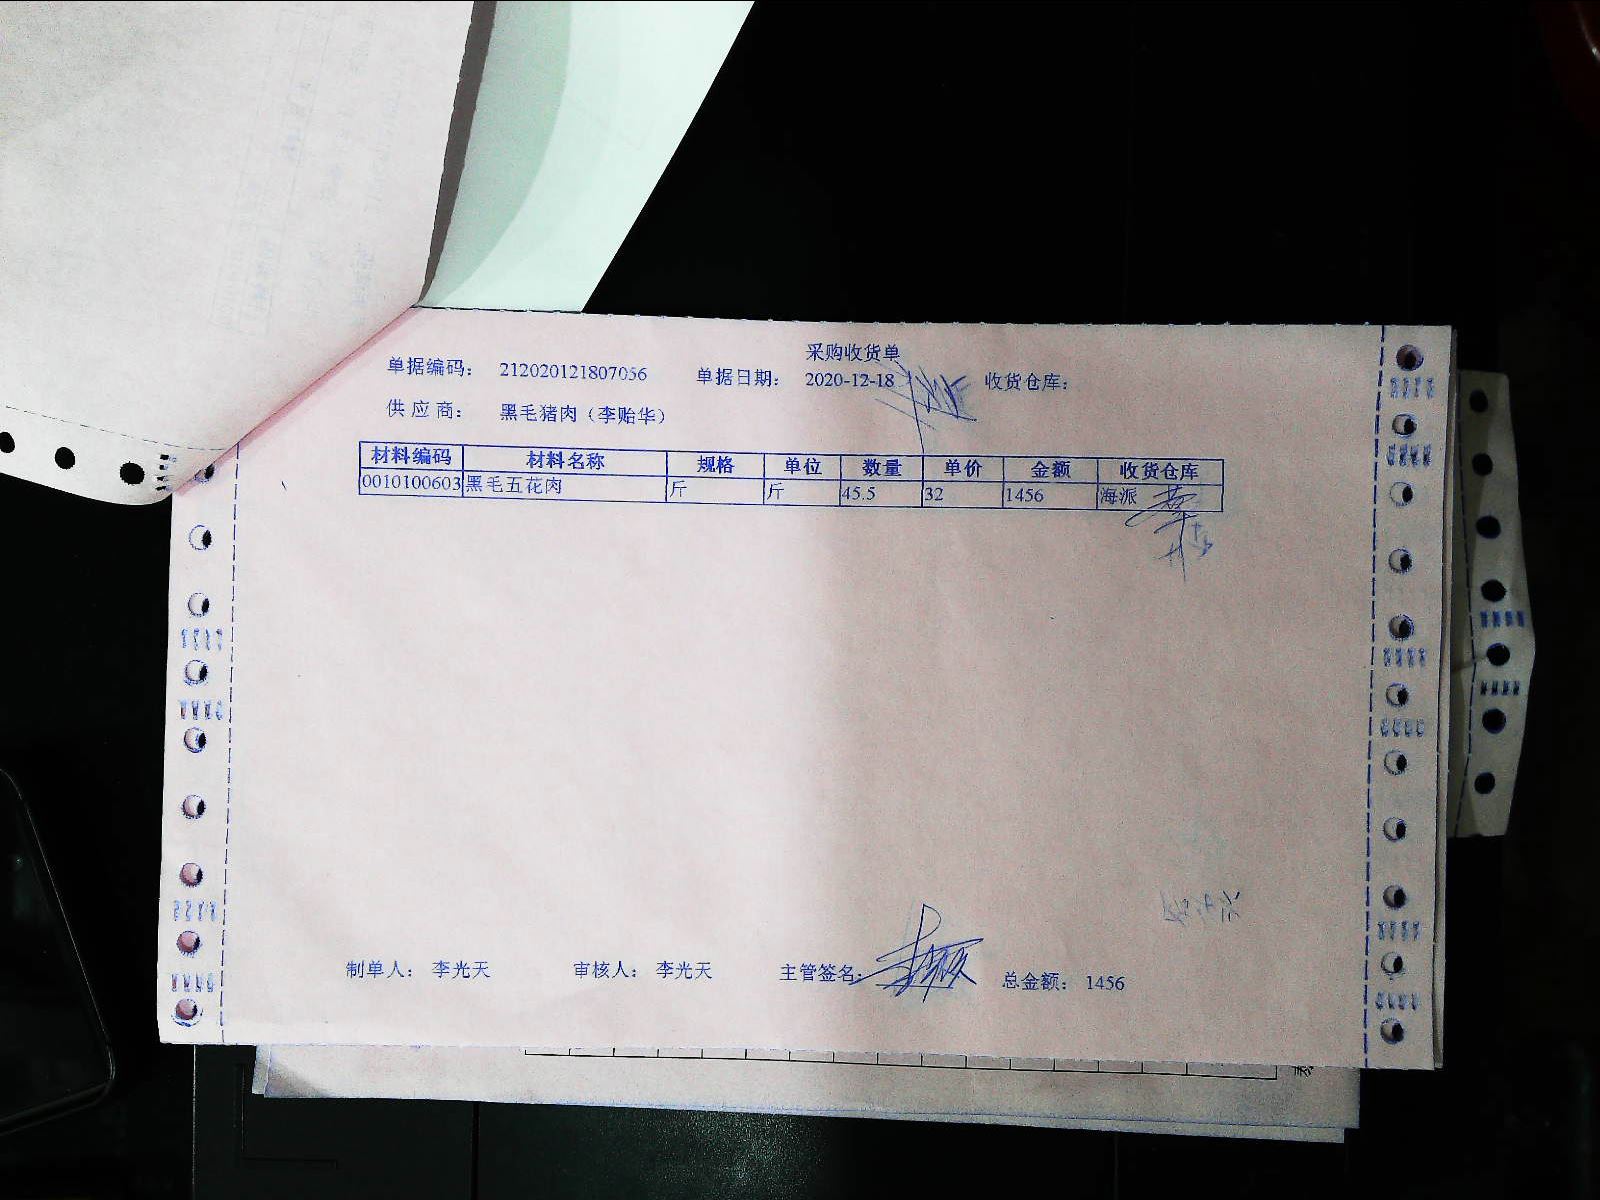 采购收货单
单据编码： 212020121807056 单据日期： 2020-12-18 收货仓库：
供 应 商： 黑毛猪肉（李贻华）
材料编码 材料名称 规格 单位 数量 单价 金额 收货仓库
0010100603 黑毛五花肉 斤 斤 45.5 32 1456 海派
制单人： 李光天 审核人： 李光天 主管签名： 总金额： 1456